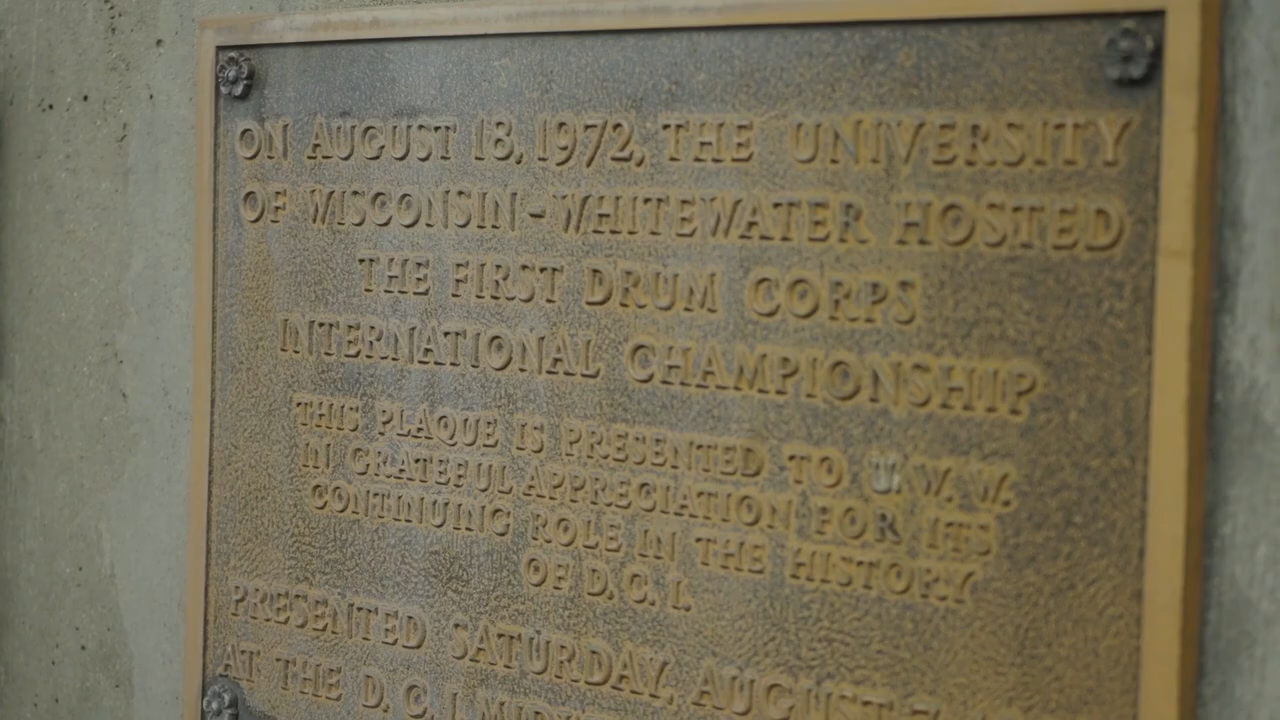 ON AUGUST 18, 1972, THE UNIVERSITY
OF WISCONSIN-WHITEWATER HOSTED
THE FIRST DRUM CORPS
INTERNATIONAL CHAMPIONSHIP
THIS PLAQUE IS PRESENTED TO U.W.W.
IN GRATEFUL APPRECIATION FOR ITS
CONTINUING ROLE IN THE HISTORY
OF D.C.I.
PRESENTED SATURDAY, AUGUST
AT THE D.C.I.